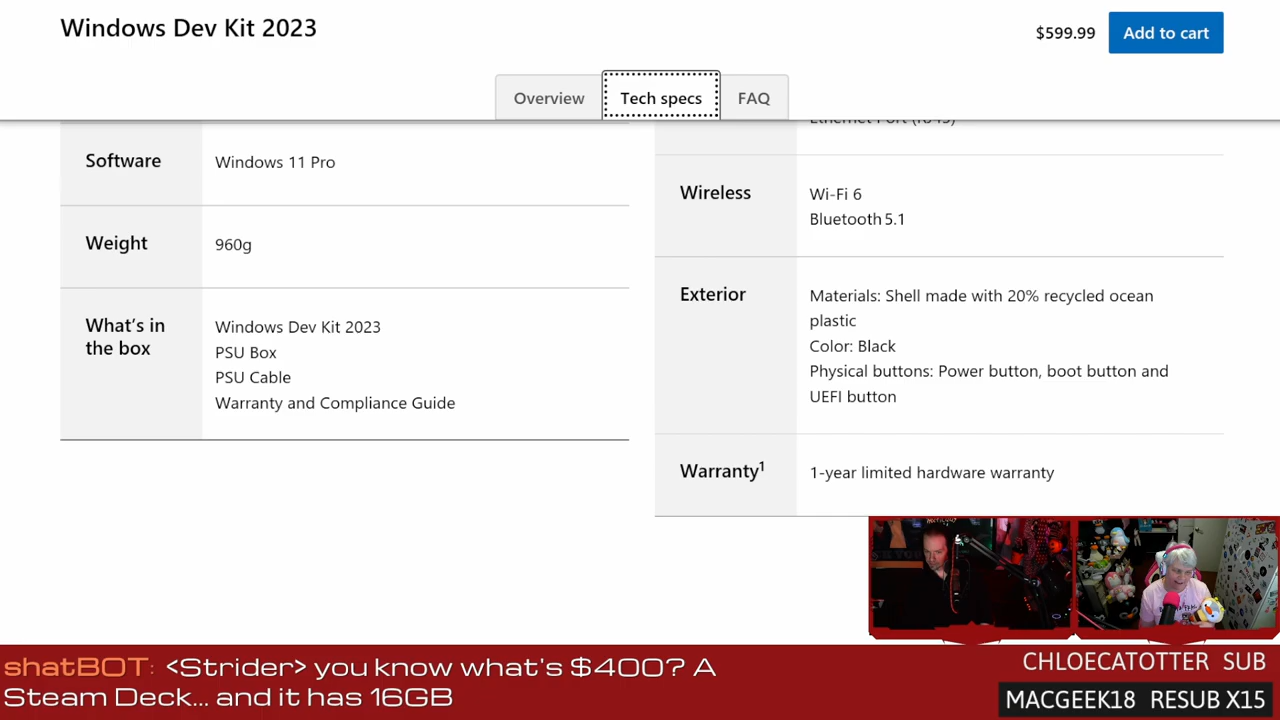 Windows Dev Kit 2023
$599.99
Add to cart
Overview
Tech specs
FAQ
Software
Windows 11 Pro
Weight
960g
What's in
the box
Windows Dev Kit 2023
PSU Box
PSU Cable
Warranty and Compliance Guide
Ethernet Port (RJ45)
Wireless
Wi-Fi 6
Bluetooth 5.1
Exterior
Materials: Shell made with 20% recycled ocean
plastic
Color: Black
Physical buttons: Power button, boot button and
UEFI button
Warranty¹
1-year limited hardware warranty
shatBOT: <Strider> you know what's $400? A
Steam Deck... and it has 16GB
CHLOECATOTTER SUB
MACGEEK18 RESUB X15